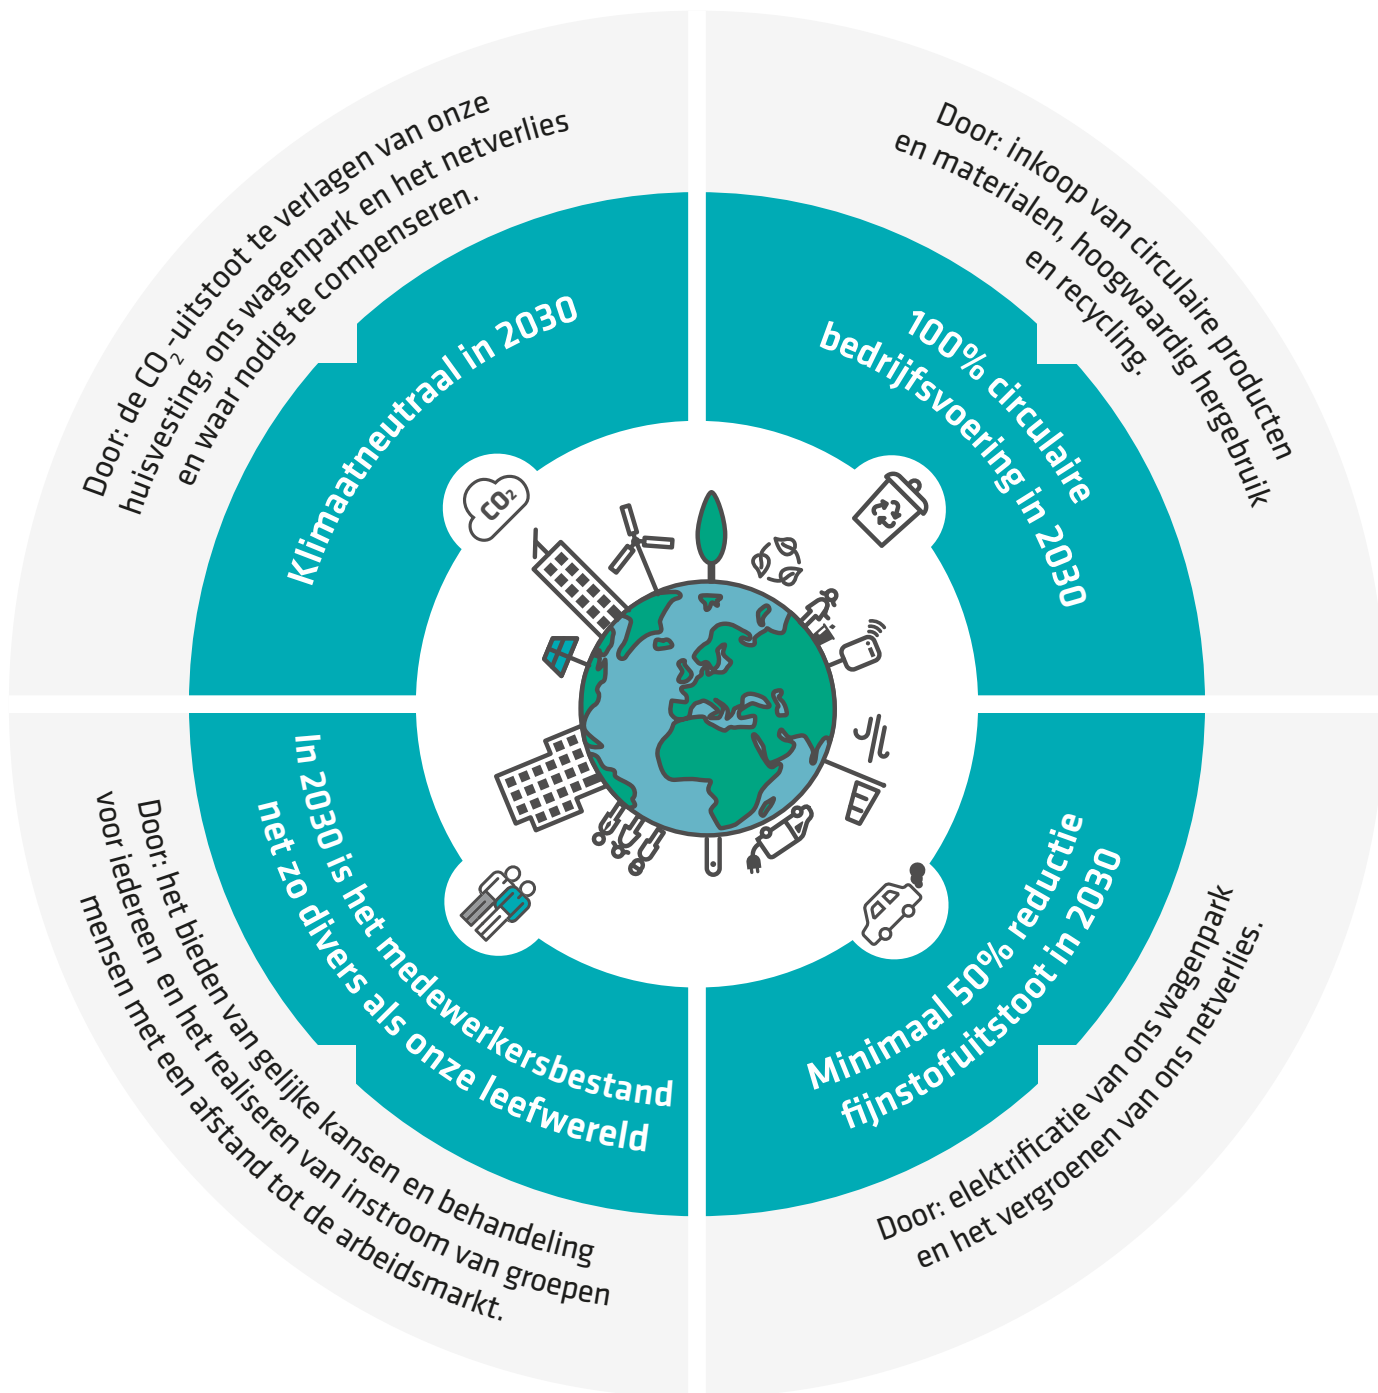 Door: de CO₂-uitstoot te verlagen van onze
huisvesting, ons wagenpark en het netverlies
en waar nodig te compenseren.
Klimaatneutraal in 2030
CO₂
Door: inkoop van circulaire producten
en materialen, hoogwaardig hergebruik
en recycling.
100% circulaire
bedrijfsvoering in 2030
In 2030 is het medewerkersbestand
net zo divers als onze leefwereld
Door: het bieden van gelijke kansen en behandeling
voor iedereen en het realiseren van instroom van groepen
mensen met een afstand tot de arbeidsmarkt.
Minimaal 50% reductie
fijnstofuitstoot in 2030
Door: elektrificatie van ons wagenpark
en het vergroenen van ons netverlies.